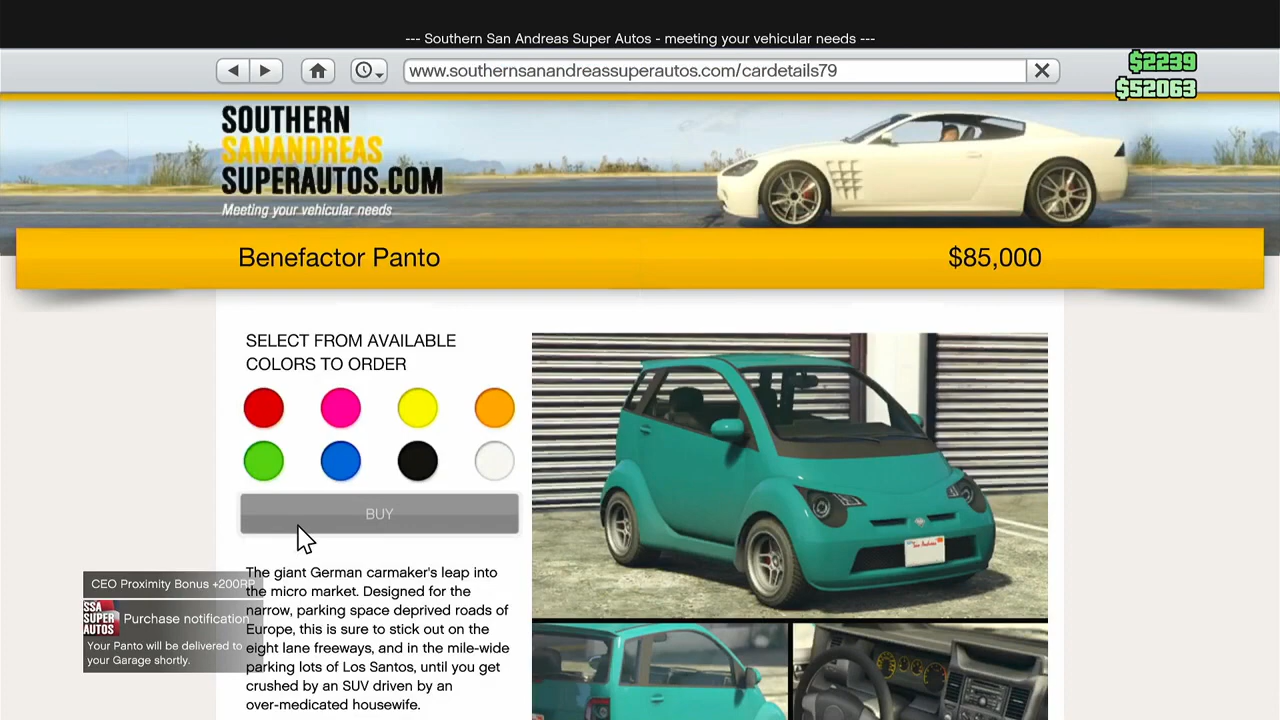 --- Southern San Andreas Super Autos - meeting your vehicular needs ---
www.southernsanandreassuperautos.com/cardetails79
$2239
$52063
SOUTHERN
SANANDREAS
SUPERAUTOS.COM
Meeting your vehicular needs
Benefactor Panto
$85,000
SELECT FROM AVAILABLE
COLORS TO ORDER
BUY
The giant German carmaker's leap into
the micro market. Designed for the
narrow, parking space deprived roads of
Europe, this is sure to stick out on the
eight lane freeways, and in the mile-wide
parking lots of Los Santos, until you get
crushed by an SUV driven by an
over-medicated housewife.
CEO Proximity Bonus +200RP
SSA
SUPER
AUTOS
Purchase notification
Your Panto will be delivered to
your Garage shortly.
San Andreas